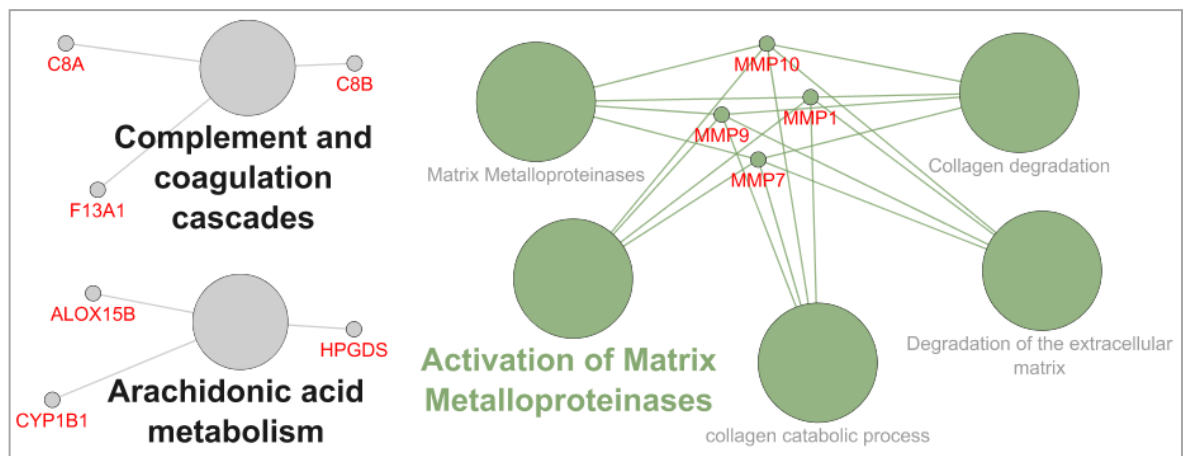 C8A
C8B
Complement and
coagulation
cascades
F13A1
ALOX15B
HPGDS
CYP1B1
Arachidonic acid
metabolism
MMP10
MMP1
MMP9
MMP7
Matrix Metalloproteinases
Collagen degradation
Activation of Matrix
Metalloproteinases
Degradation of the extracellular
matrix
collagen catabolic process